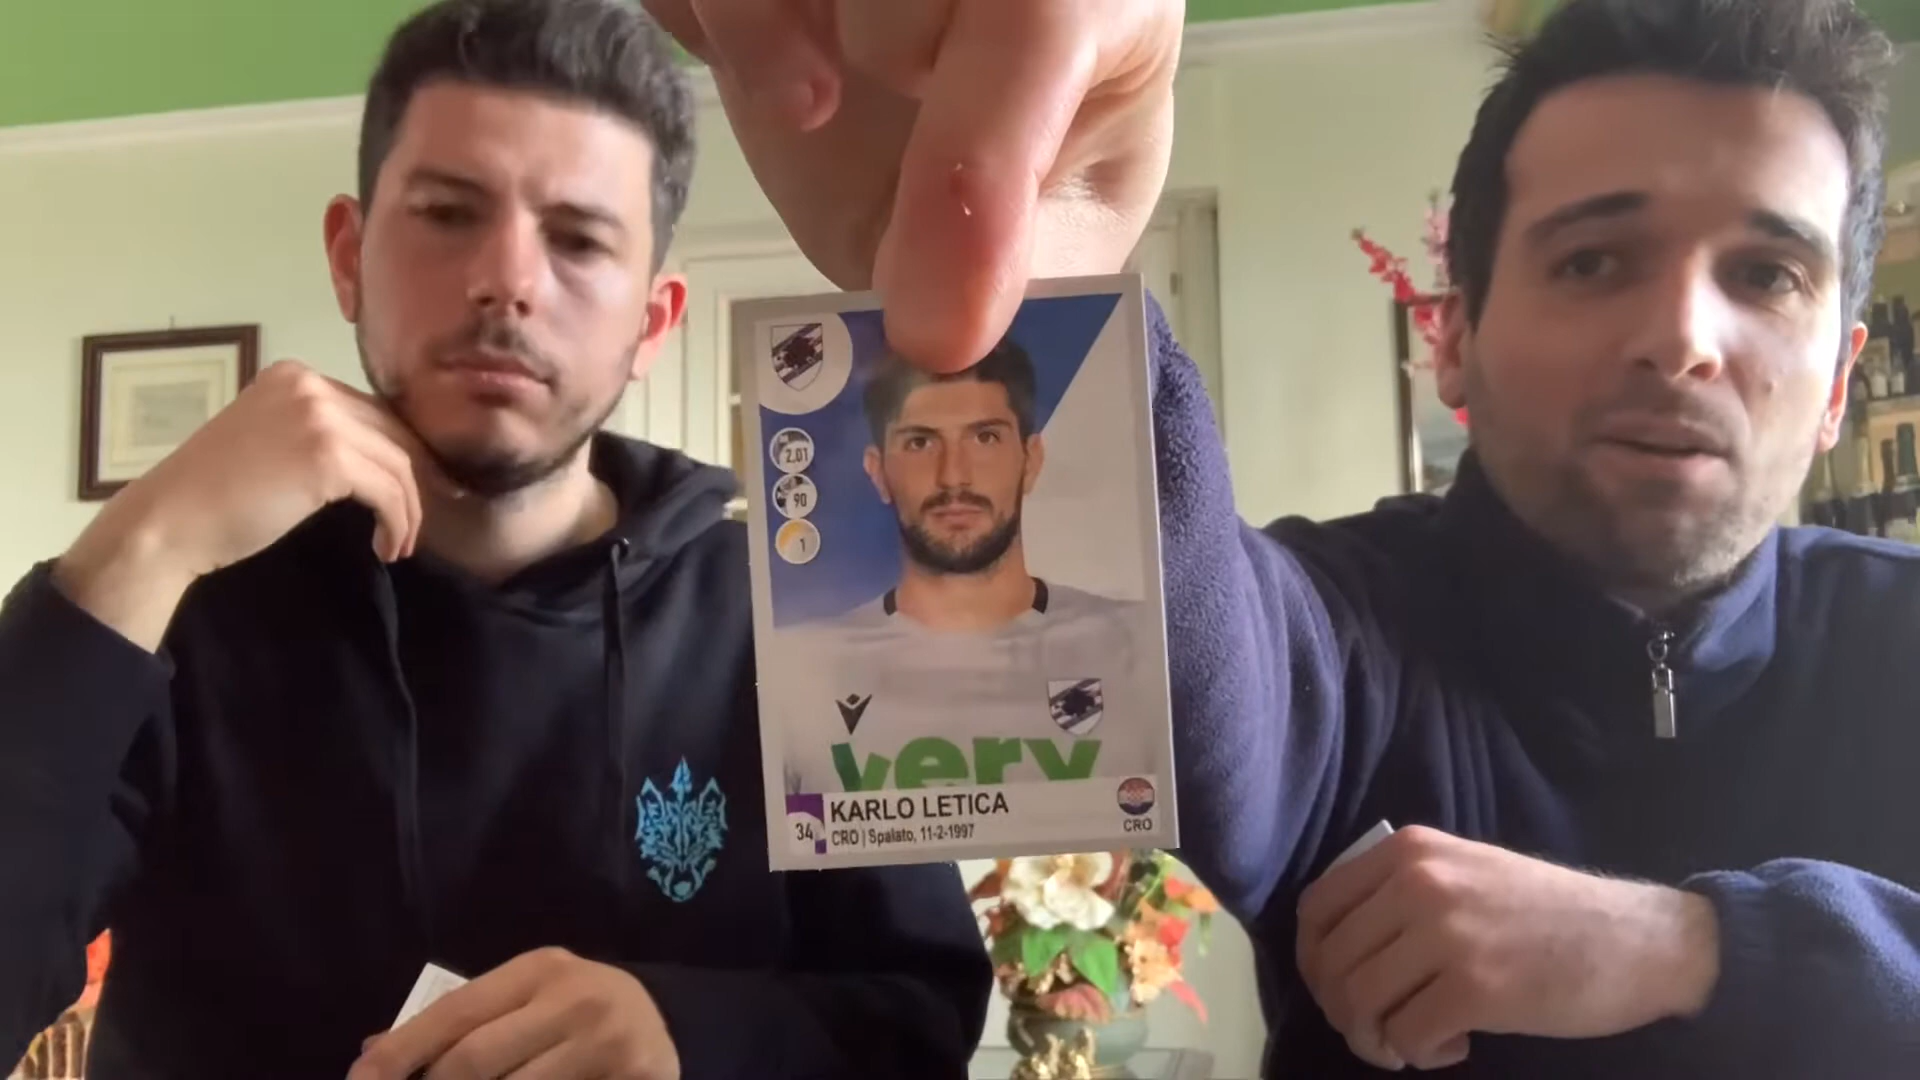 2.01
90
1
very
KARLO LETICA
34
CRO | Spalato, 11-2-1997
CRO